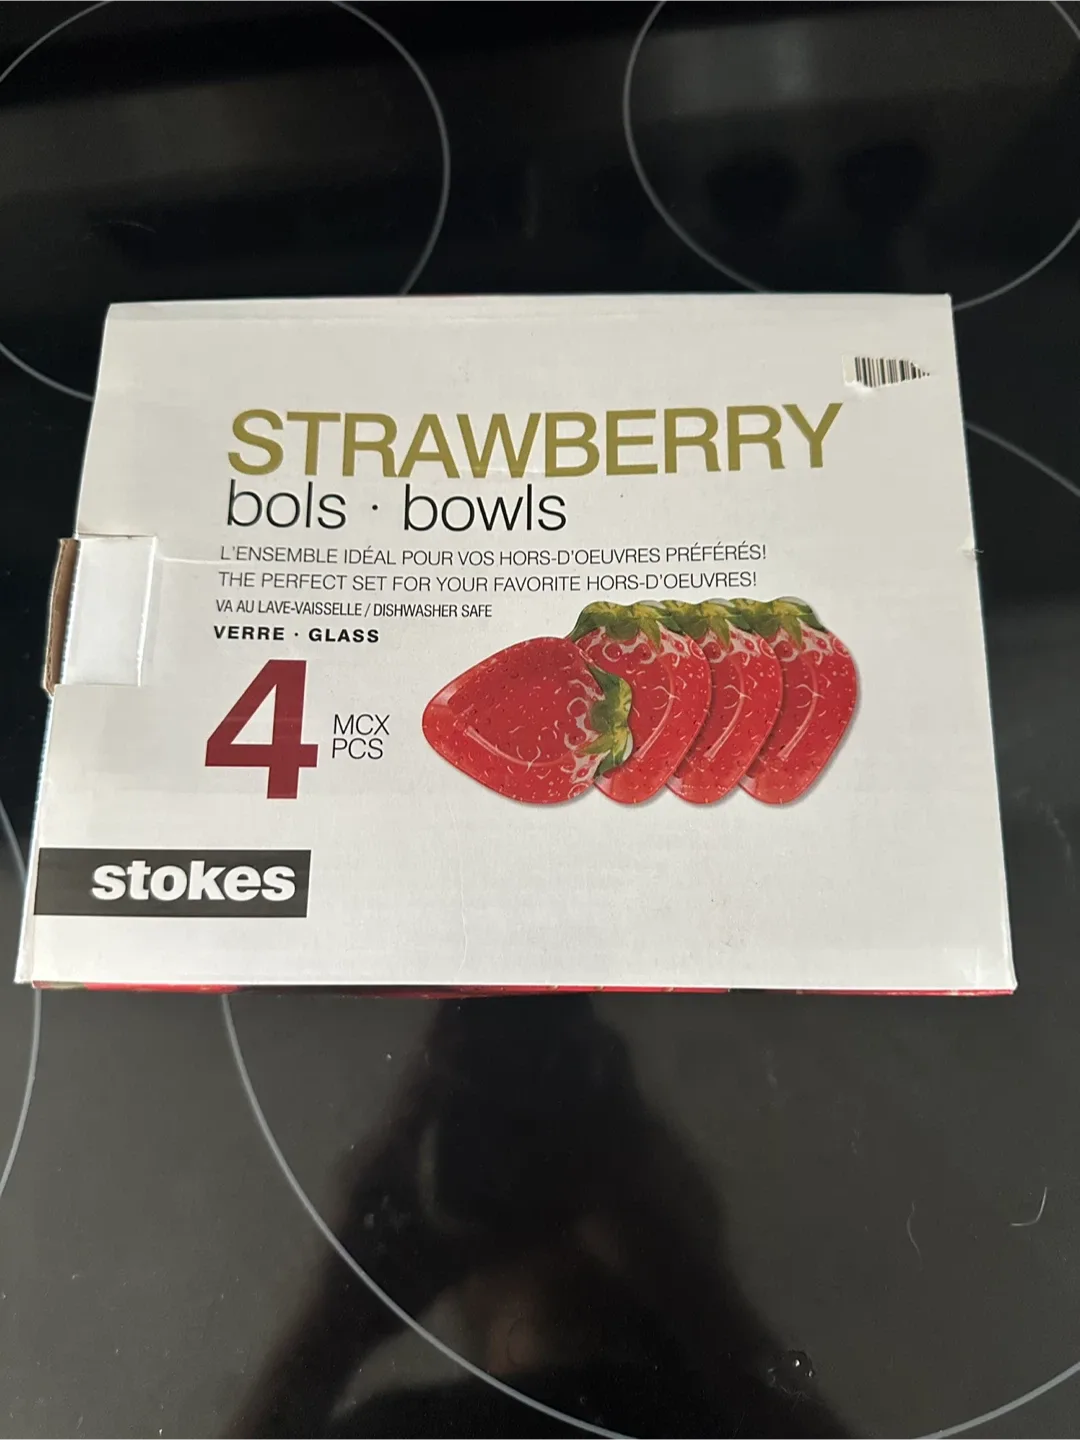 STRAWBERRY
bols · bowls
L'ENSEMBLE IDÉAL POUR VOS HORS-D'OEUVRES PRÉFÉRÉS!
THE PERFECT SET FOR YOUR FAVORITE HORS-D'OEUVRES!
VA AU LAVE-VAISSELLE / DISHWASHER SAFE
VERRE · GLASS
4 MCX
PCS
stokes